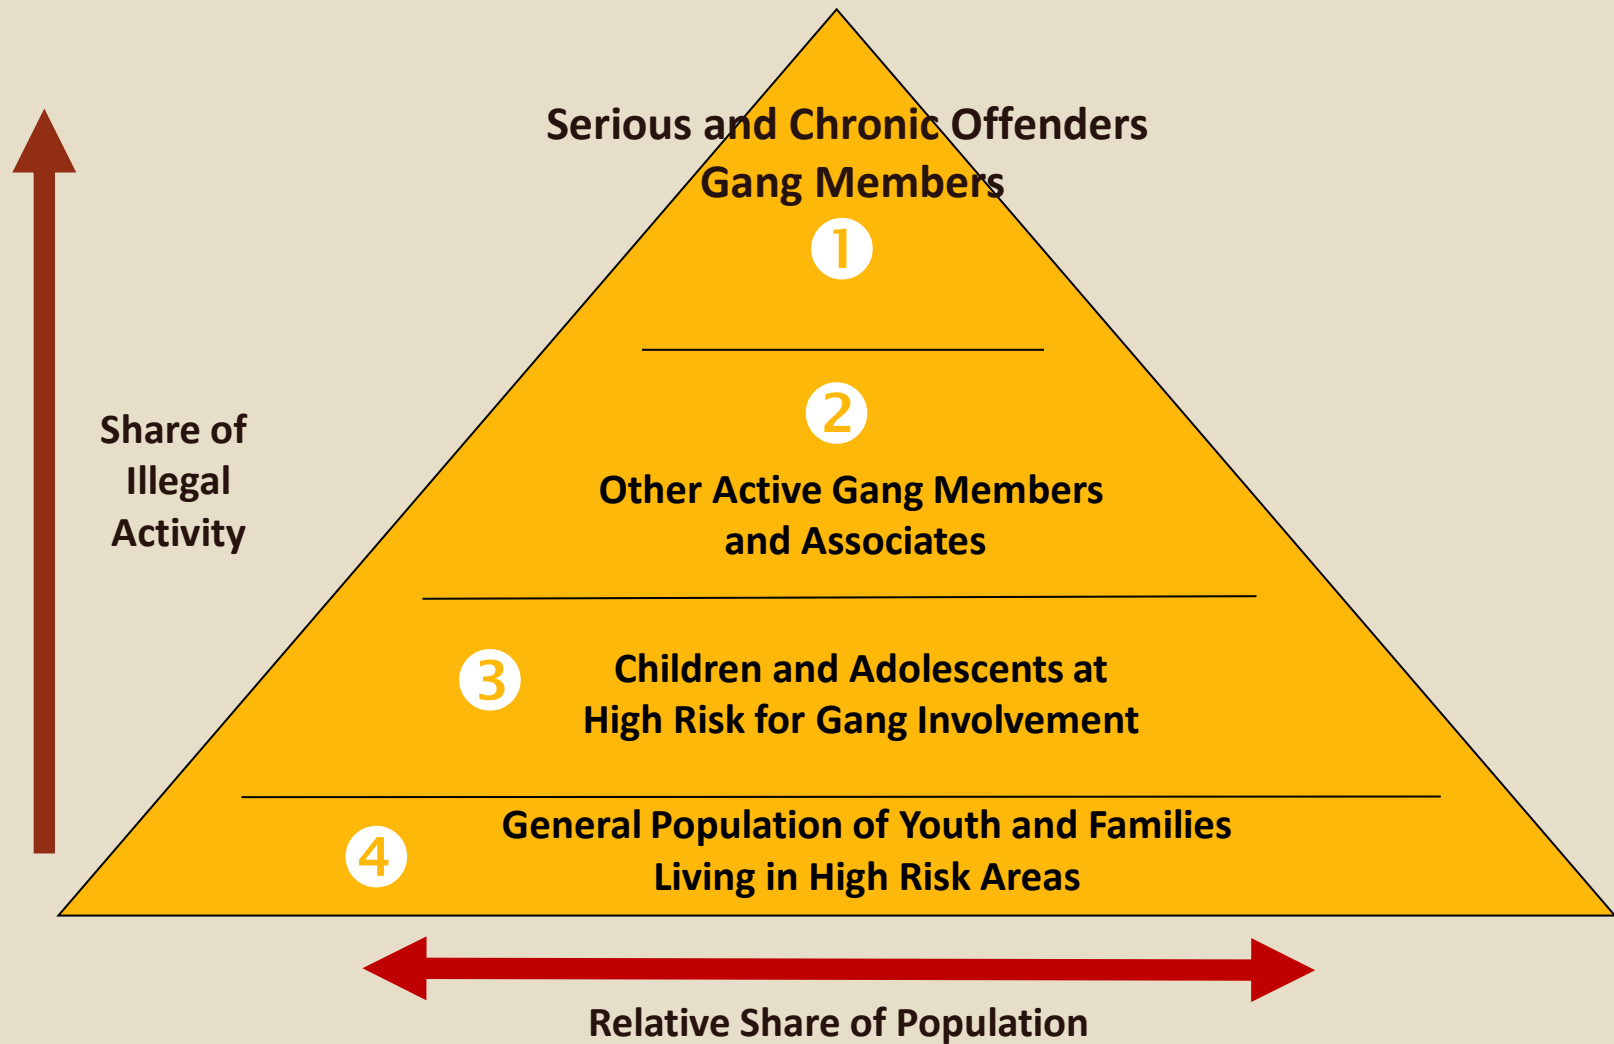 Serious and Chronic Offenders
Gang Members
1
2
Share of
Illegal
Activity
Other Active Gang Members
and Associates
3
Children and Adolescents at
High Risk for Gang Involvement
4
General Population of Youth and Families
Living in High Risk Areas
Relative Share of Population